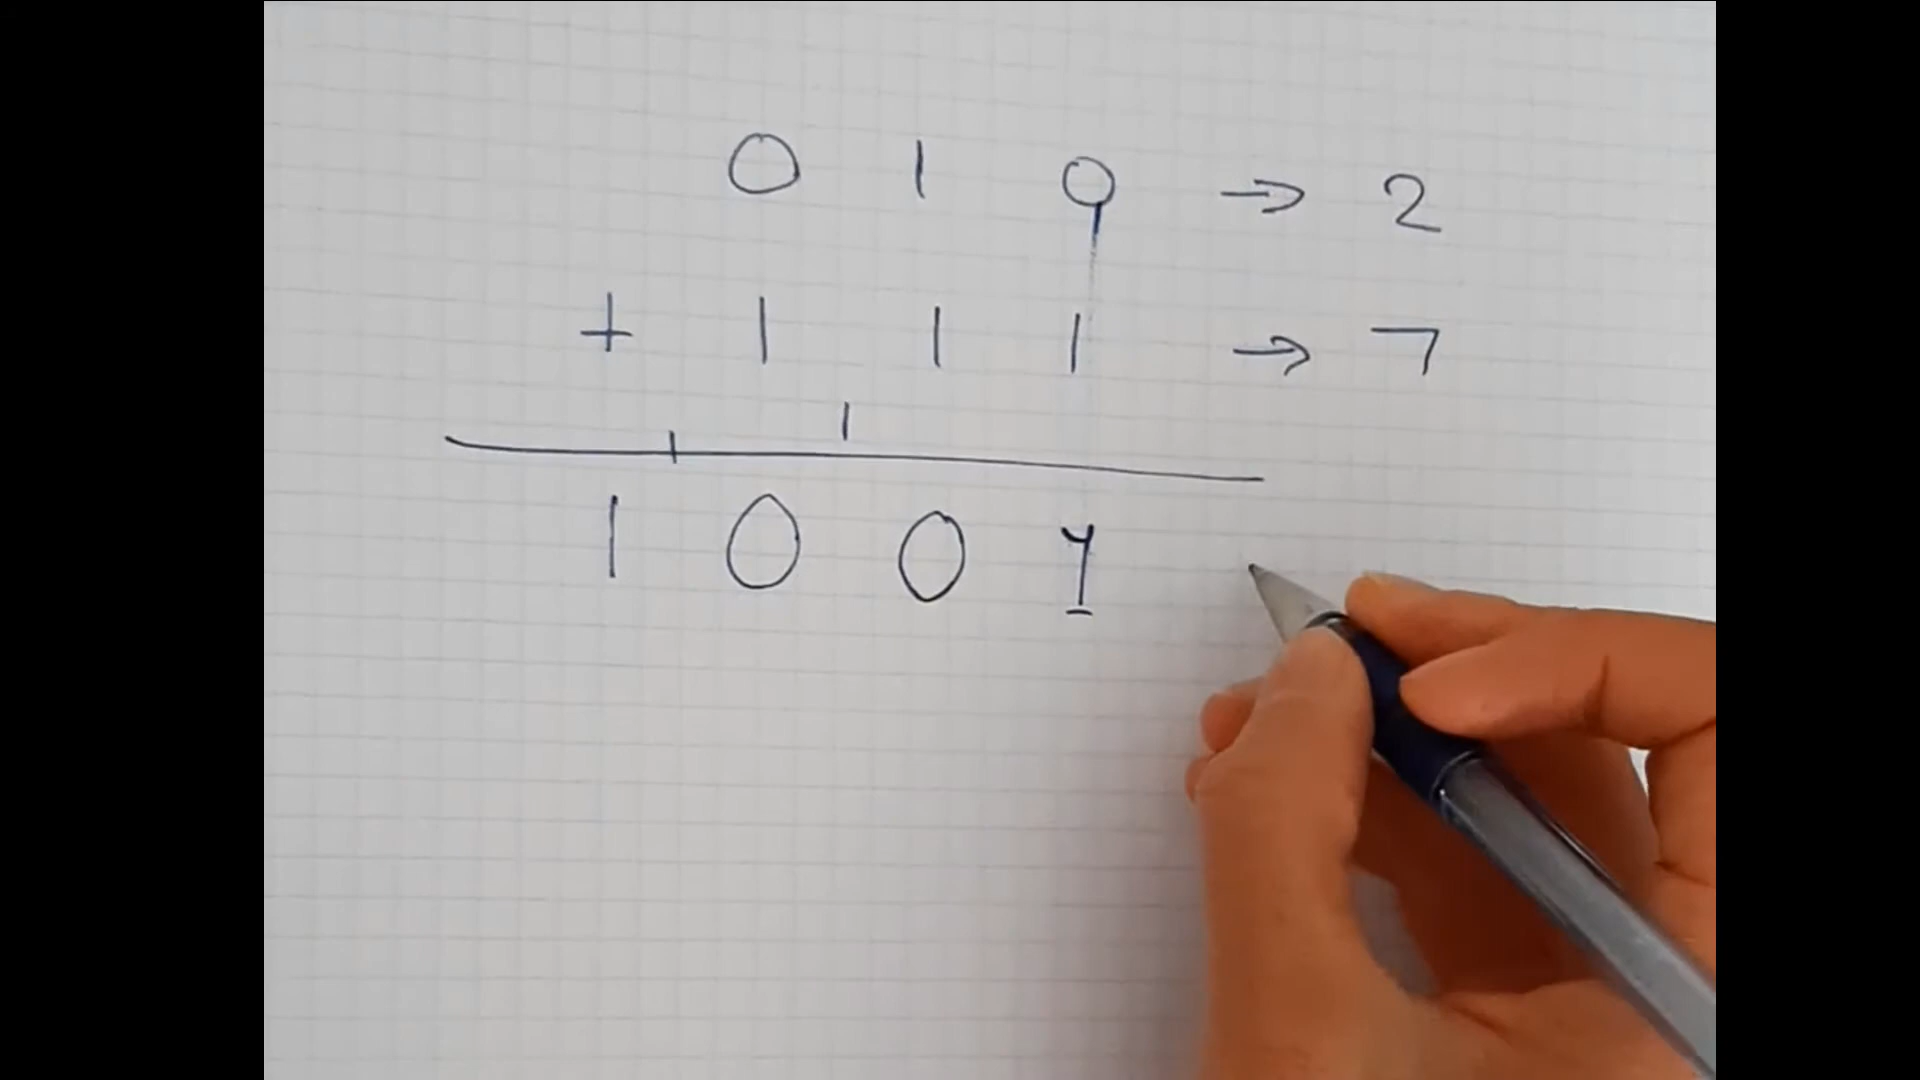 0 1 0 → 2
+ 1 1 1 → 7
1 1
1 0 0 1